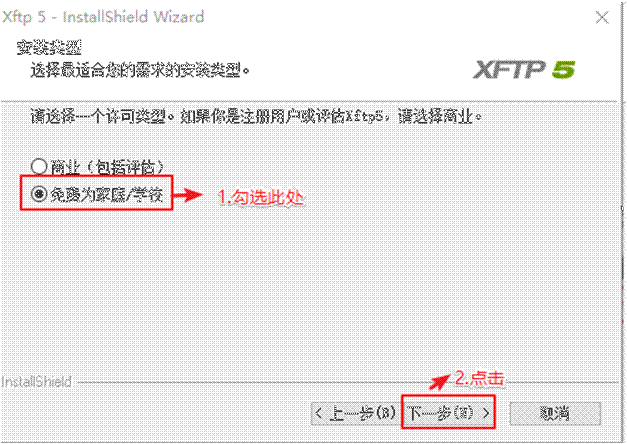 Xftp 5 - InstallShield Wizard
安装类型
选择最适合您的需求的安装类型。
XFTP 5
请选择一个许可类型。如果你是注册用户或评估Xftp5，请选择商业。
商业（包括评估）
免费为家庭/学校
1.勾选此处
2.点击
InstallShield
< 上一步(B) 下一步(N) > 取消